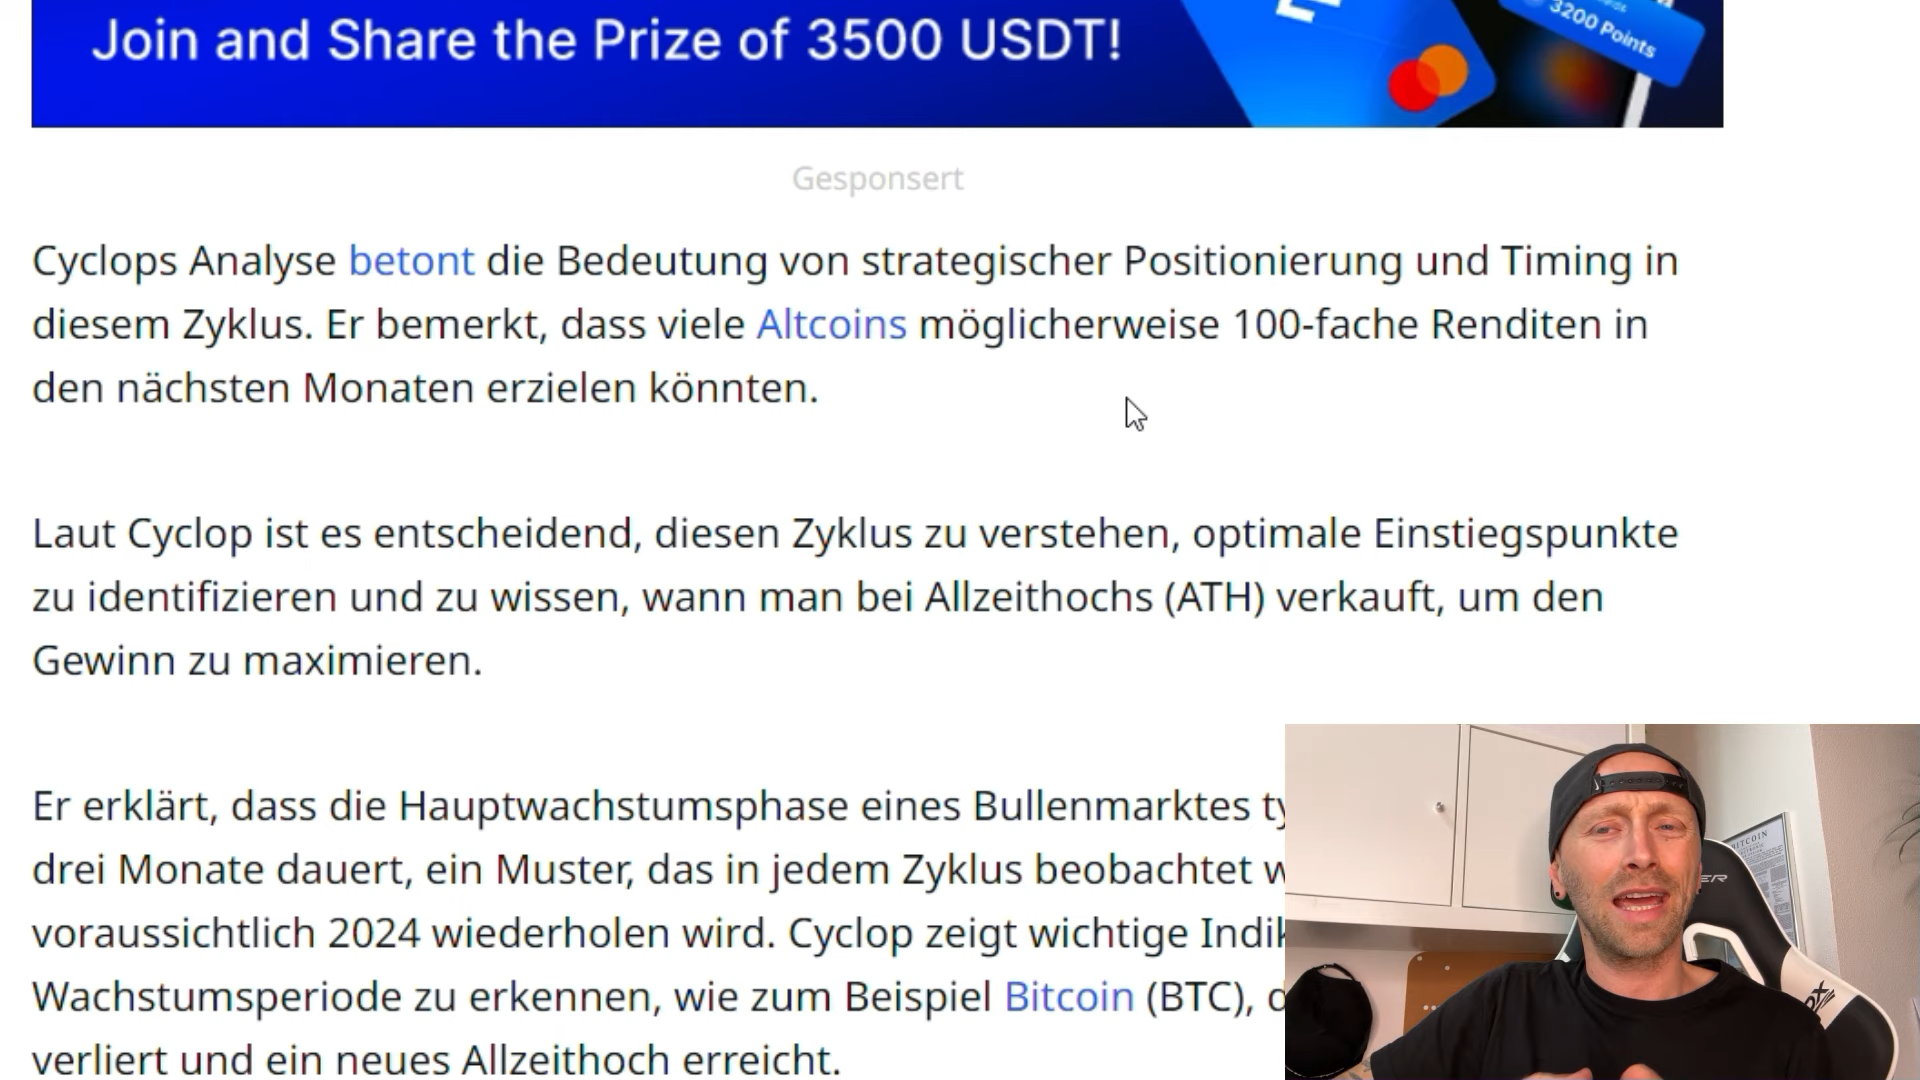 Join and Share the Prize of 3500 USDT!
3200 Points
Gesponsert
Cyclops Analyse betont die Bedeutung von strategischer Positionierung und Timing in
diesem Zyklus. Er bemerkt, dass viele Altcoins möglicherweise 100-fache Renditen in
den nächsten Monaten erzielen könnten.
Laut Cyclop ist es entscheidend, diesen Zyklus zu verstehen, optimale Einstiegspunkte
zu identifizieren und zu wissen, wann man bei Allzeithochs (ATH) verkauft, um den
Gewinn zu maximieren.
Er erklärt, dass die Hauptwachstumsphase eines Bullenmarktes ty
drei Monate dauert, ein Muster, das in jedem Zyklus beobachtet w
voraussichtlich 2024 wiederholen wird. Cyclop zeigt wichtige Indik
Wachstumsperiode zu erkennen, wie zum Beispiel Bitcoin (BTC), d
verliert und ein neues Allzeithoch erreicht.
BITCOIN